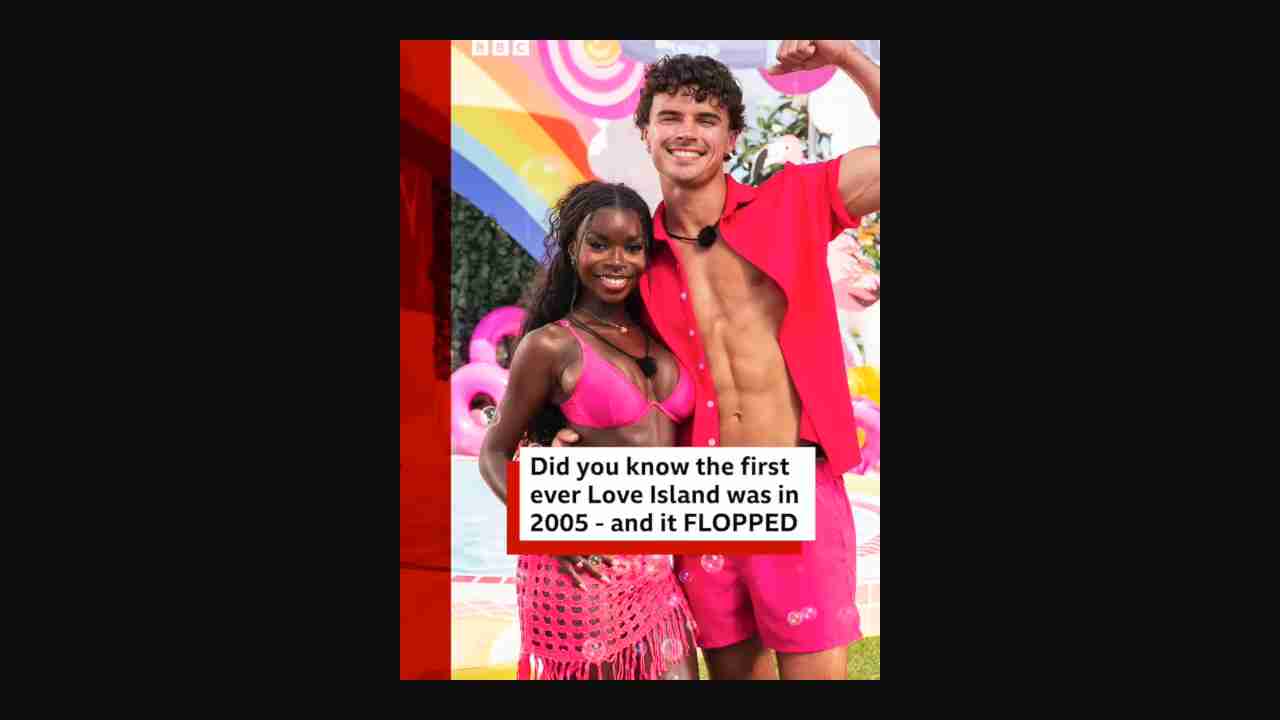 BBC
Did you know the first
ever Love Island was in
2005 - and it FLOPPED